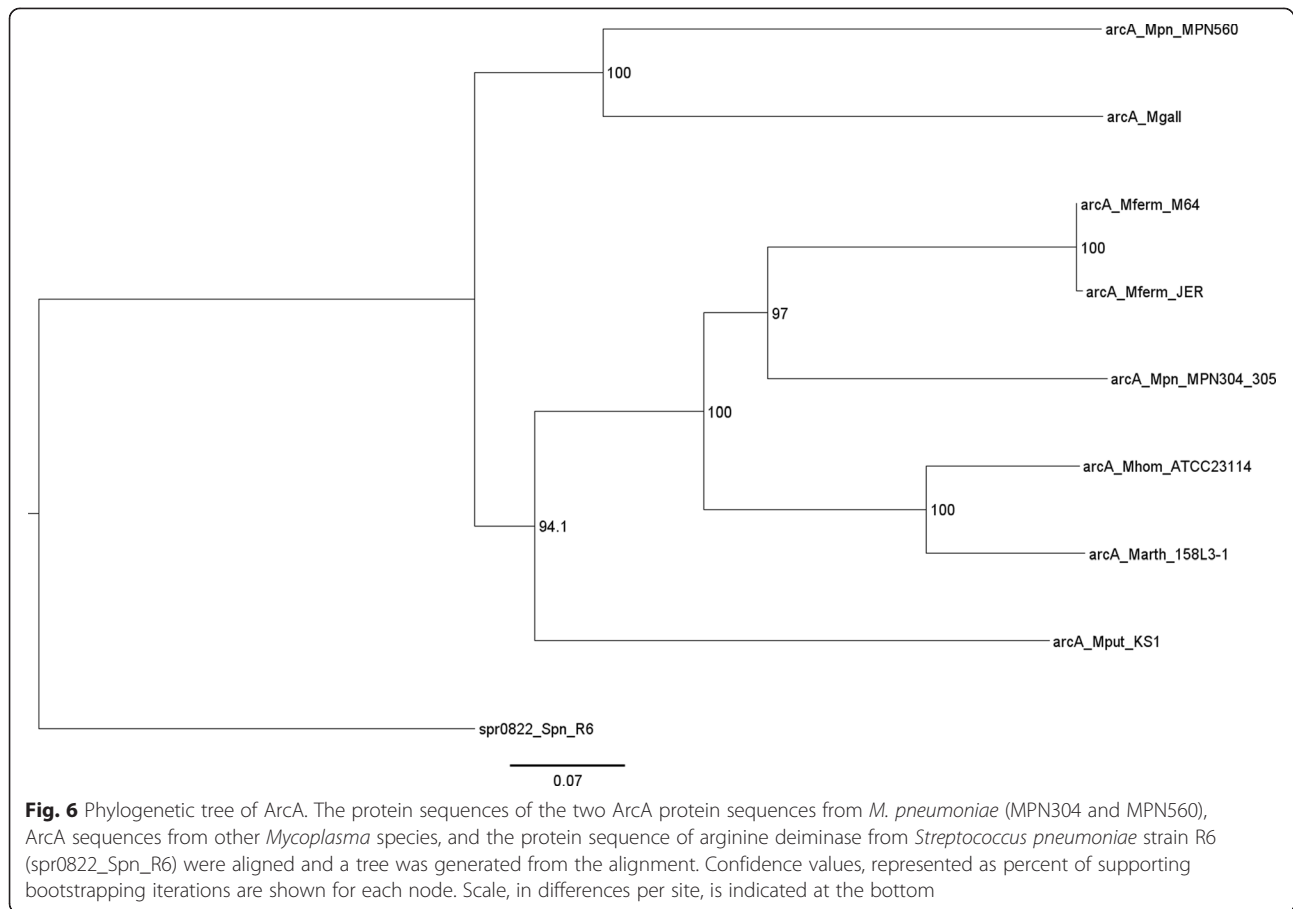 arcA_Mpn_MPN560
100
arcA_Mgall
arcA_Mferm_M64
100
arcA_Mferm_JER
97
arcA_Mpn_MPN304_305
100
arcA_Mhom_ATCC23114
100
arcA_Marth_158L3-1
94.1
arcA_Mput_KS1
spr0822_Spn_R6
0.07
Fig. 6 Phylogenetic tree of ArcA. The protein sequences of the two ArcA protein sequences from M. pneumoniae (MPN304 and MPN560),
ArcA sequences from other Mycoplasma species, and the protein sequence of arginine deiminase from Streptococcus pneumoniae strain R6
(spr0822_Spn_R6) were aligned and a tree was generated from the alignment. Confidence values, represented as percent of supporting
bootstrapping iterations are shown for each node. Scale, in differences per site, is indicated at the bottom